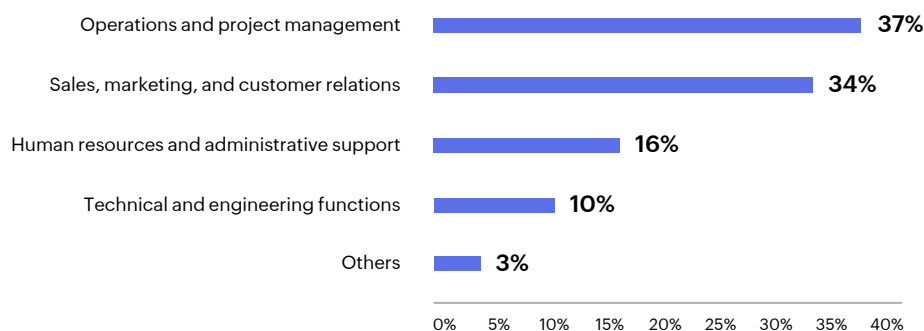 Operations and project management 37%
Sales, marketing, and customer relations 34%
Human resources and administrative support 16%
Technical and engineering functions 10%
Others 3%
0% 5% 10% 15% 20% 25% 30% 35% 40%